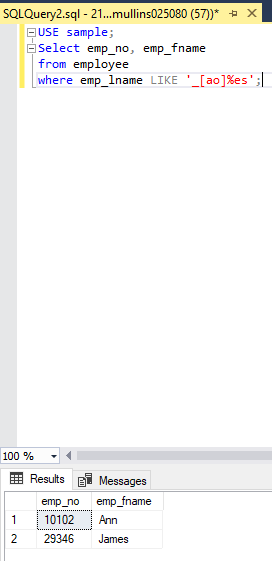 SQLQuery2.sql - 21...mullins025080 (57))*
USE sample;
Select emp_no, emp_fname
from employee
where emp_lname LIKE '_[ao]%es';
100 %
Results Messages
emp_no emp_fname
1 10102 Ann
2 29346 James